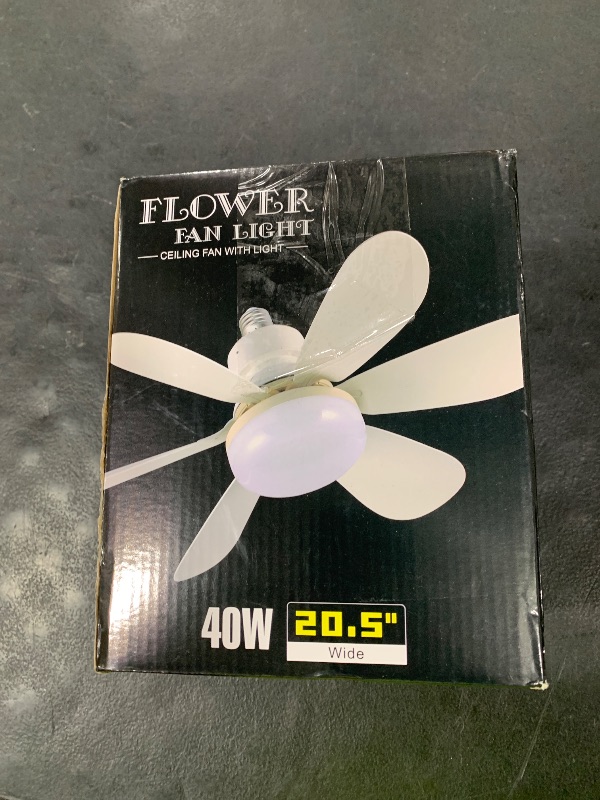 FLOWER
FAN LIGHT
CEILING FAN WITH LIGHT
40W 20.5"
Wide